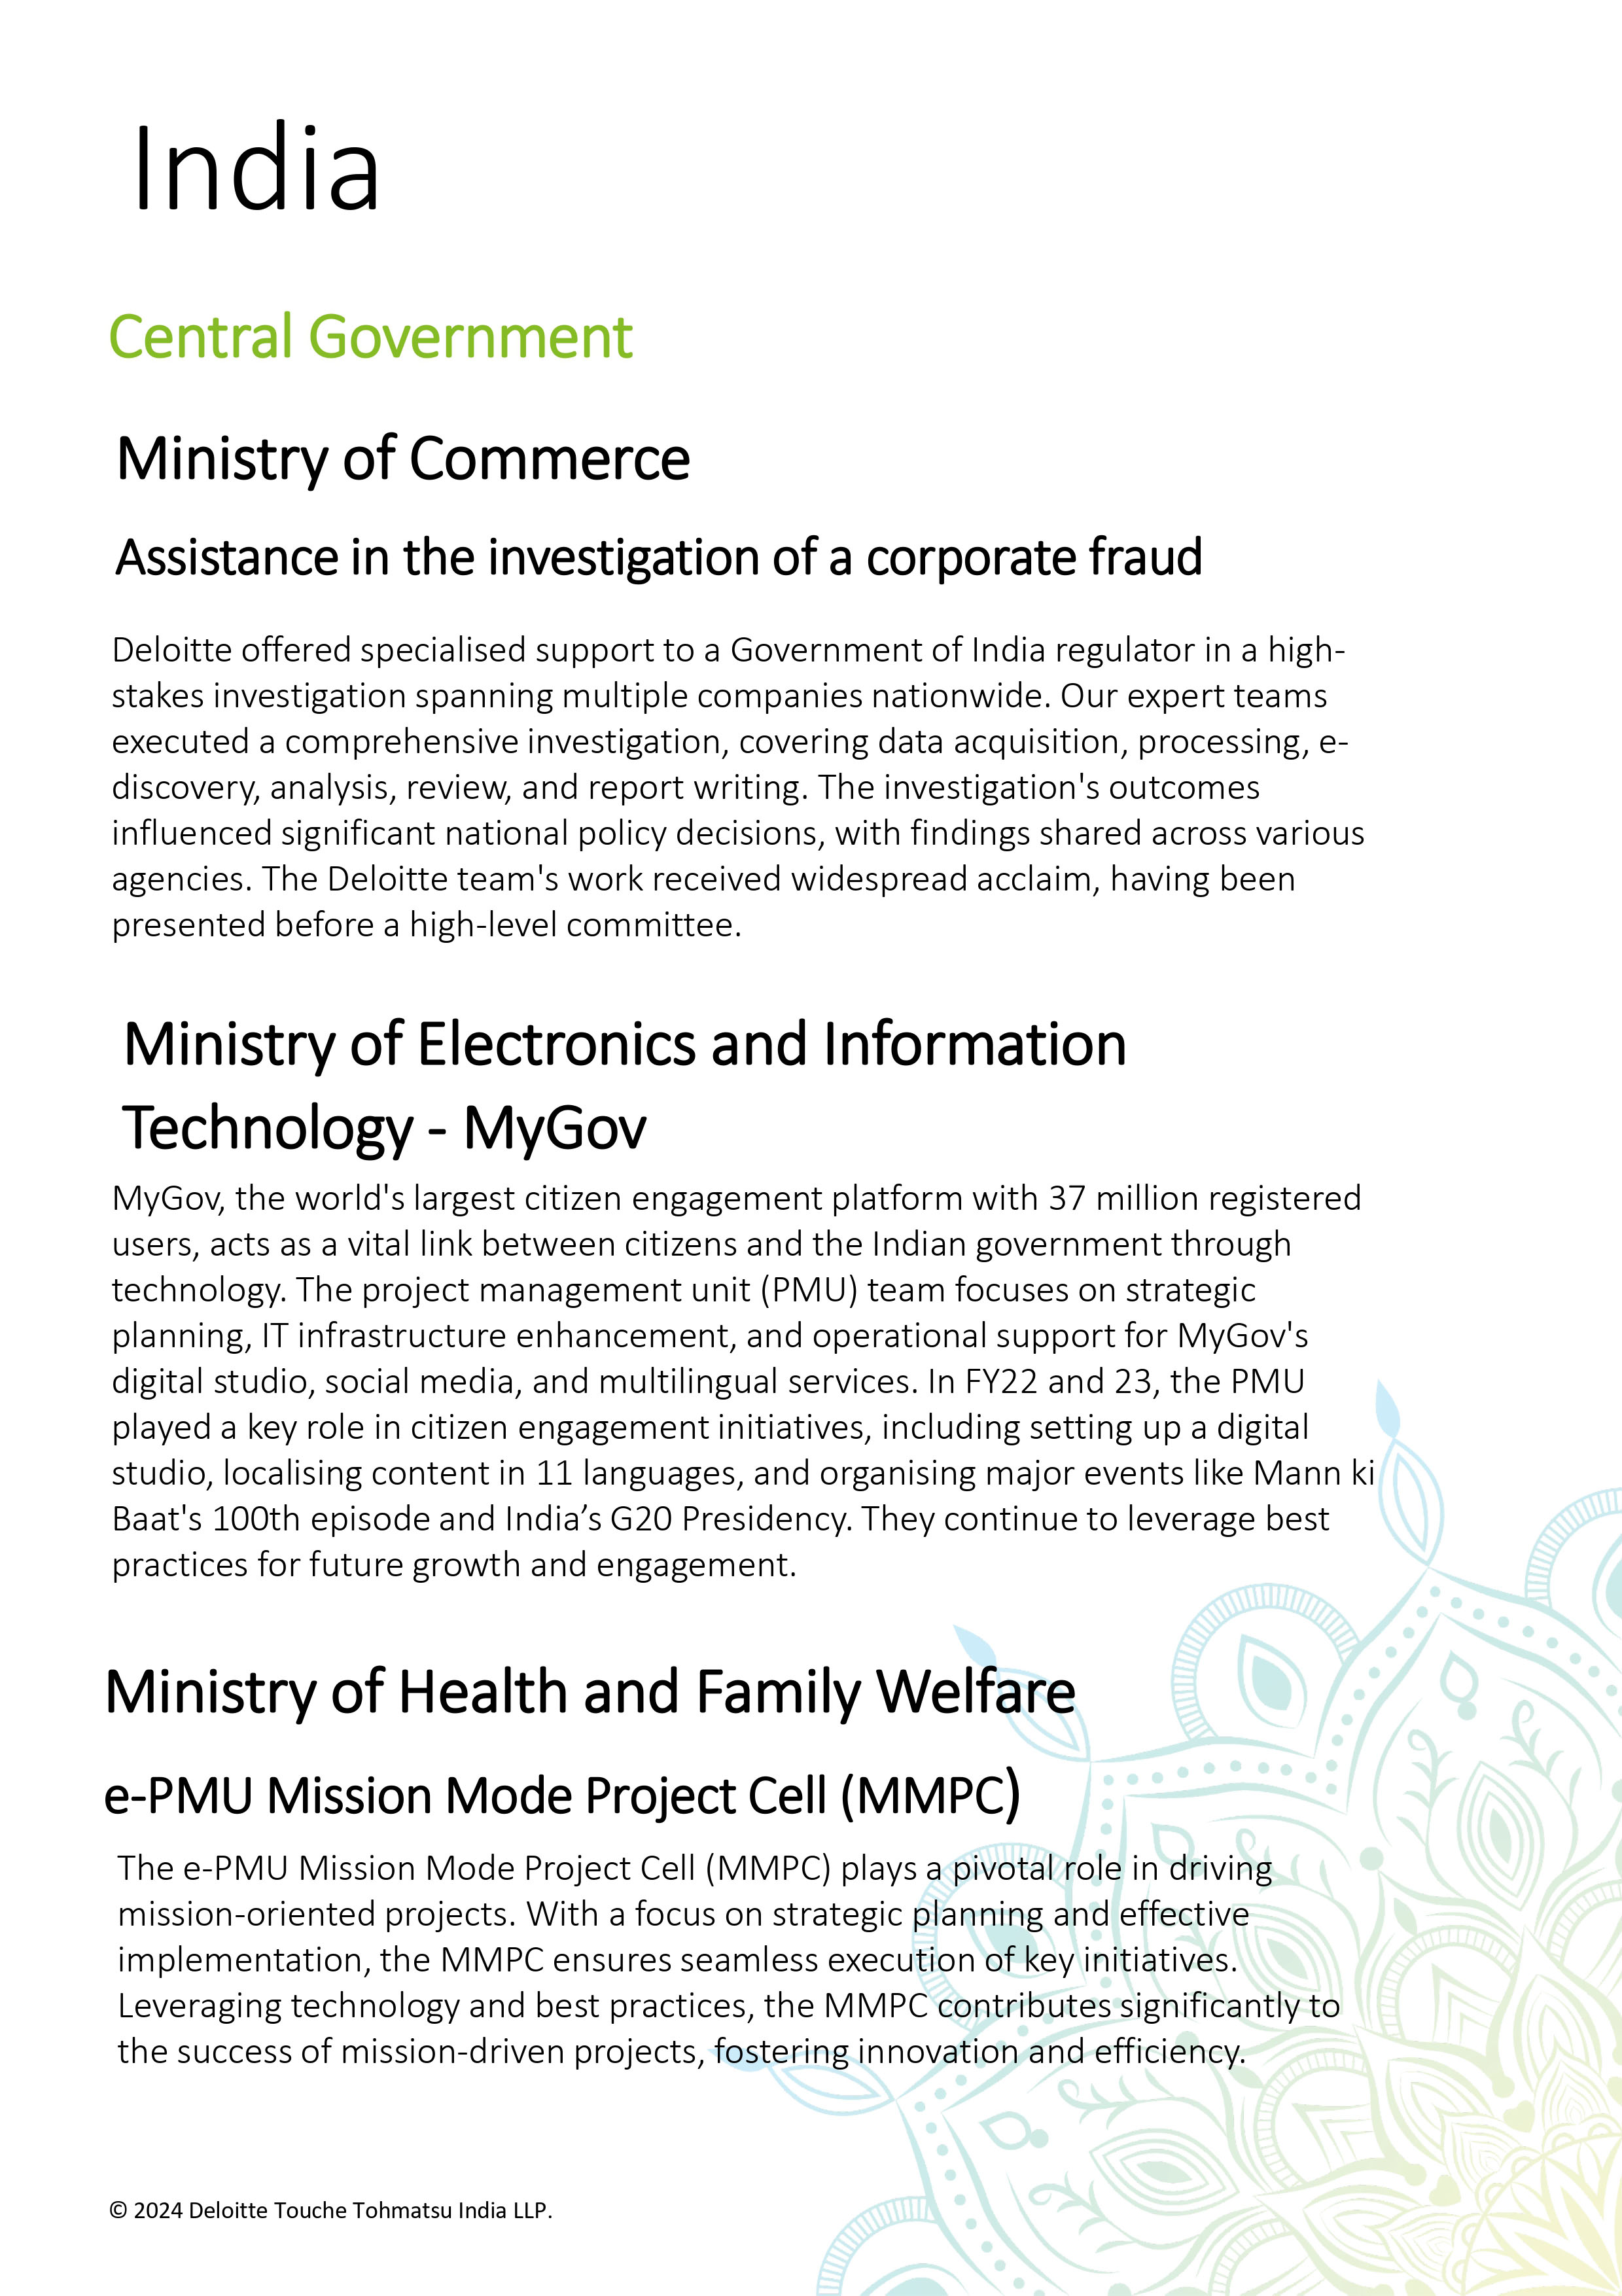 India
Central Government
Ministry of Commerce
Assistance in the investigation of a corporate fraud
Deloitte offered specialised support to a Government of India regulator in a high-
stakes investigation spanning multiple companies nationwide. Our expert teams
executed a comprehensive investigation, covering data acquisition, processing, e-
discovery, analysis, review, and report writing. The investigation's outcomes
influenced significant national policy decisions, with findings shared across various
agencies. The Deloitte team's work received widespread acclaim, having been
presented before a high-level committee.
Ministry of Electronics and Information
Technology - MyGov
MyGov, the world's largest citizen engagement platform with 37 million registered
users, acts as a vital link between citizens and the Indian government through
technology. The project management unit (PMU) team focuses on strategic
planning, IT infrastructure enhancement, and operational support for MyGov's
digital studio, social media, and multilingual services. In FY22 and 23, the PMU
played a key role in citizen engagement initiatives, including setting up a digital
studio, localising content in 11 languages, and organising major events like Mann ki
Baat's 100th episode and India’s G20 Presidency. They continue to leverage best
practices for future growth and engagement.
Ministry of Health and Family Welfare
e-PMU Mission Mode Project Cell (MMPC)
The e-PMU Mission Mode Project Cell (MMPC) plays a pivotal role in driving
mission-oriented projects. With a focus on strategic planning and effective
implementation, the MMPC ensures seamless execution of key initiatives.
Leveraging technology and best practices, the MMPC contributes significantly to
the success of mission-driven projects, fostering innovation and efficiency.
© 2024 Deloitte Touche Tohmatsu India LLP.